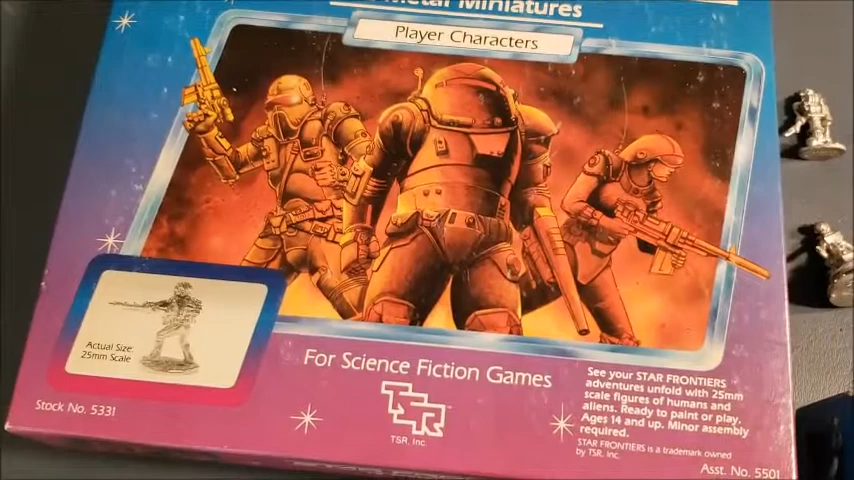 Metal Miniatures
Player Characters
Actual Size
25mm Scale
For Science Fiction Games
Stock No. 5331
TSR
TSR, Inc.
See your STAR FRONTIERS™
adventures unfold with 25mm
scale figures of humans and
aliens. Ready to paint or play.
Ages 14 and up. Minor assembly
required.
STAR FRONTIERS is a trademark owned
by TSR, Inc.
Asst. No. 5501